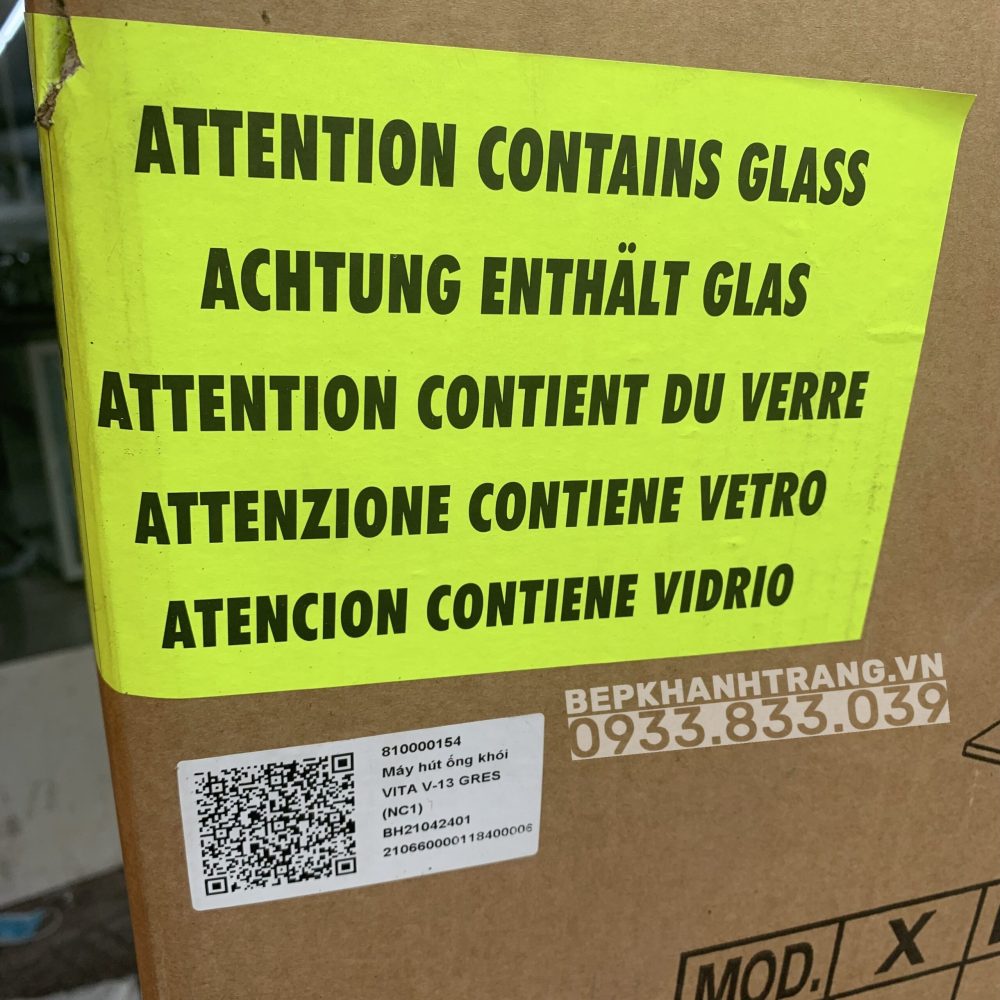 ATTENTION CONTAINS GLASS
ACHTUNG ENTHÄLT GLAS
ATTENTION CONTIENT DU VERRE
ATTENZIONE CONTIENE VETRO
ATENCION CONTIENE VIDRIO
BEPKHANHTRANG.VN
0933.833.039
810000154
Máy hút ống khói
VITA V-13 GRES
(NC1)
BH21042401
210660000118400006
MOD. X